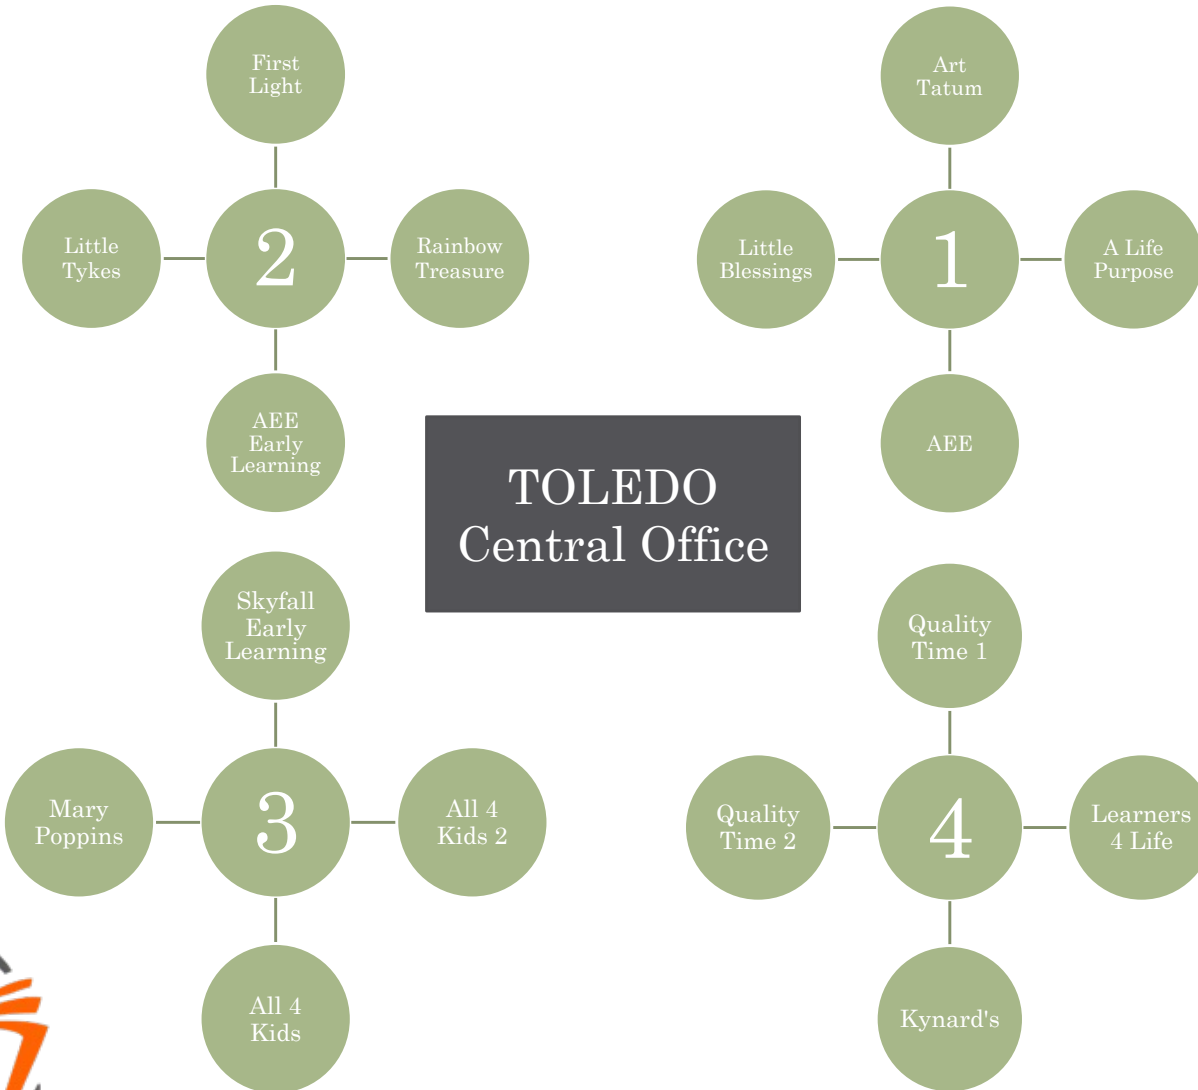 First
Light
Little
Tykes
2
Rainbow
Treasure
AEE
Early
Learning
Art
Tatum
Little
Blessings
1
A Life
Purpose
AEE
TOLEDO
Central Office
Skyfall
Early
Learning
Mary
Poppins
3
All 4
Kids 2
All 4
Kids
Quality
Time 1
Quality
Time 2
4
Learners
4 Life
Kynard's